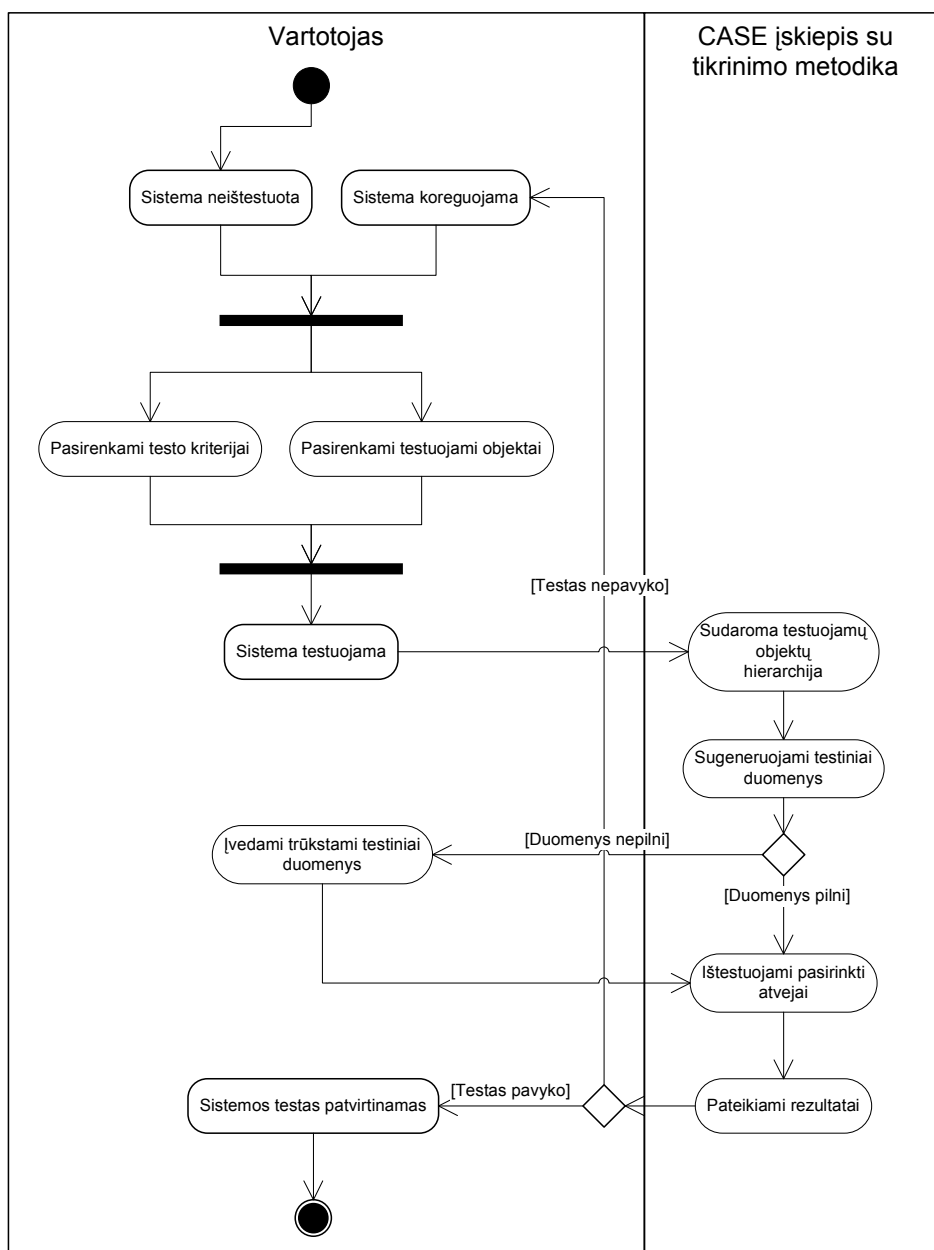 Vartotojas
CASE įskiepis su
tikrinimo metodika
Sistema neištestuota
Sistema koreguojama
Pasirenkami testo kriterijai
Pasirenkami testuojami objektai
[Testas nepavyko]
Sistema testuojama
Sudaroma testuojamų
objektų
hierarchija
Sugeneruojami testiniai
duomenys
[Duomenys nepilni]
Įvedami trūkstami testiniai
duomenys
[Duomenys pilni]
Ištestuojami pasirinkti
atvejai
[Testas pavyko]
Sistemos testas patvirtinamas
Pateikiami rezultatai